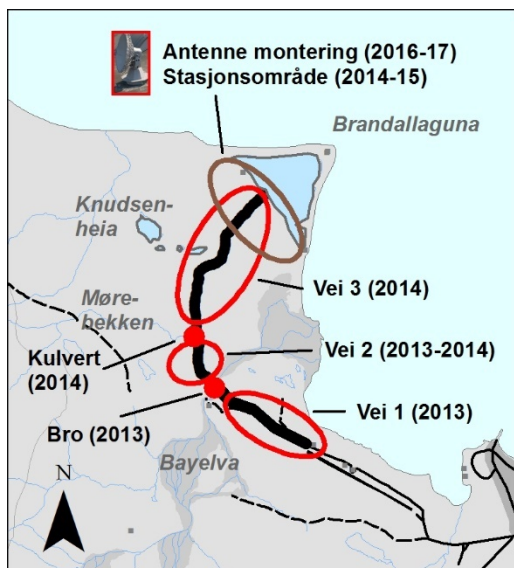 Antenne montering (2016-17)
Stasjonsområde (2014-15)
Brandallaguna
Knudsen-
heia
Vei 3 (2014)
Møre-
bekken
Kulvert
(2014)
Vei 2 (2013-2014)
Vei 1 (2013)
Bro (2013)
Bayelva
N